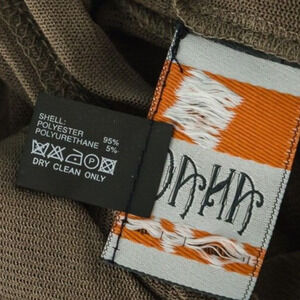 SHELL:
POLYESTER 95%
POLYURETHANE 5%
DRY CLEAN ONLY